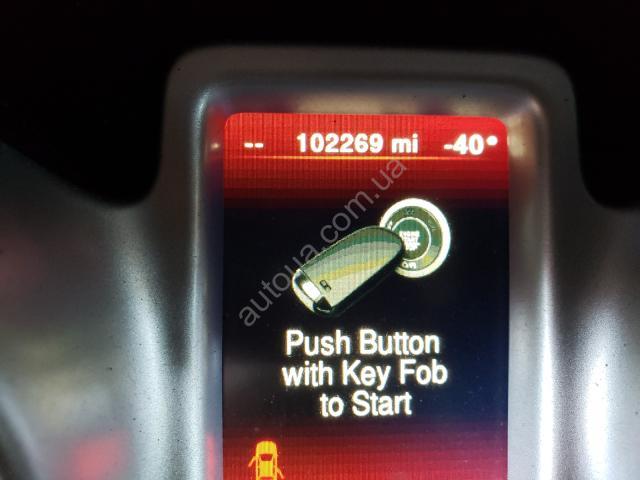 -- 102269 mi -40°
autoua.com.ua
Push Button
with Key Fob
to Start